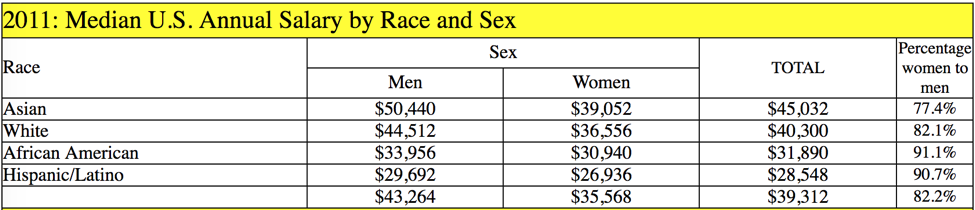 2011: Median U.S. Annual Salary by Race and Sex
Race Sex TOTAL Percentage women to men
Men Women
Asian $50,440 $39,052 $45,032 77.4%
White $44,512 $36,556 $40,300 82.1%
African American $33,956 $30,940 $31,890 91.1%
Hispanic/Latino $29,692 $26,936 $28,548 90.7%
$43,264 $35,568 $39,312 82.2%